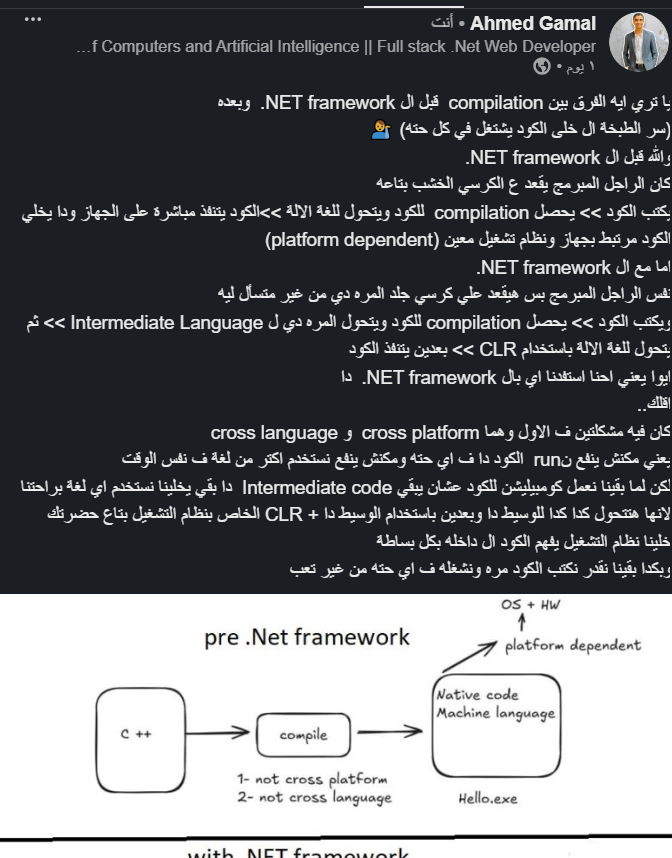 Ahmed Gamal • أنت
...f Computers and Artificial Intelligence || Full stack .Net Web Developer
١ يوم •
يا تري ايه الفرق بين compilation قبل ال NET framework. وبعده
(سر الطبخة ال خلى الكود يشتغل في كل حته)
والله قبل ال NET framework.
كان الراجل المبرمج يقعد ع الكرسي الخشب بتاعه
يكتب الكود >> يحصل compilation للكود ويتحول للغة الالة >>الكود يتنفذ مباشرة على الجهاز ودا يخلي
الكود مرتبط بجهاز ونظام تشغيل معين (platform dependent)
اما مع ال NET framework.
نفس الراجل المبرمج بس هيقعد علي كرسي جلد المره دي من غير متسأل ليه
ويكتب الكود >> يحصل compilation للكود ويتحول المره دي ل Intermediate Language >> ثم
يتحول للغة الالة باستخدام CLR >> بعدين يتنفذ الكود
ايوا يعني احنا استفدنا اي بال NET framework. دا
اقلك..
كان فيه مشكلتين ف الاول وهما cross platform و cross language
يعني مكنش ينفع نrun الكود دا ف اي حته ومكنش ينفع نستخدم اكتر من لغة ف نفس الوقت
لكن لما بقينا نعمل كومبيليشن للكود عشان يبقي Intermediate code دا بقي يخلينا نستخدم اي لغة براحتنا
لانها هتتحول كدا كدا للوسيط دا وبعدين باستخدام الوسيط دا + CLR الخاص بنظام التشغيل بتاع حضرتك
خلينا نظام التشغيل يفهم الكود ال داخله بكل بساطة
وبكدا بقينا نقدر نكتب الكود مره ونشغله ف اي حته من غير تعب
OS + HW
pre .Net framework
platform dependent
Native code
Machine language
C ++
compile
1- not cross platform
2- not cross language
Hello.exe
with .NET framework